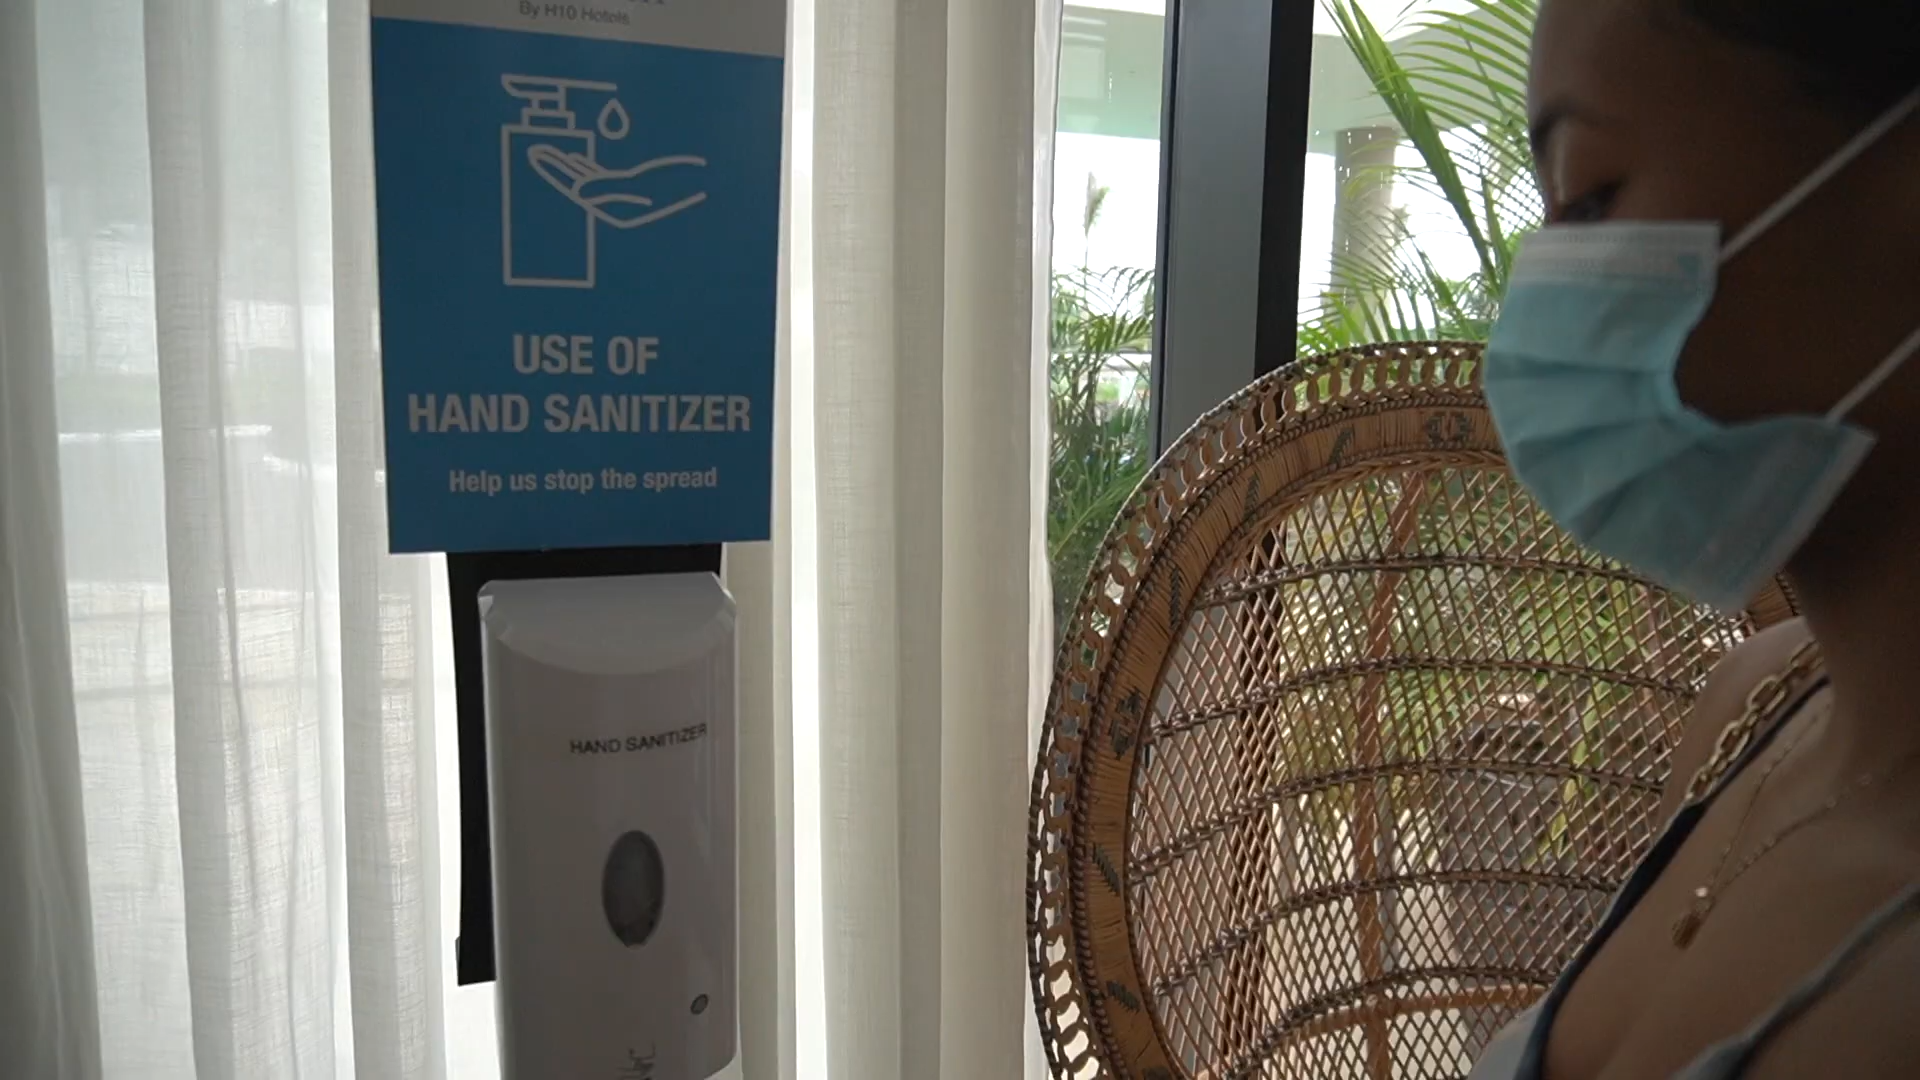 By H10 Hotels
USE OF
HAND SANITIZER
Help us stop the spread
HAND SANITIZER